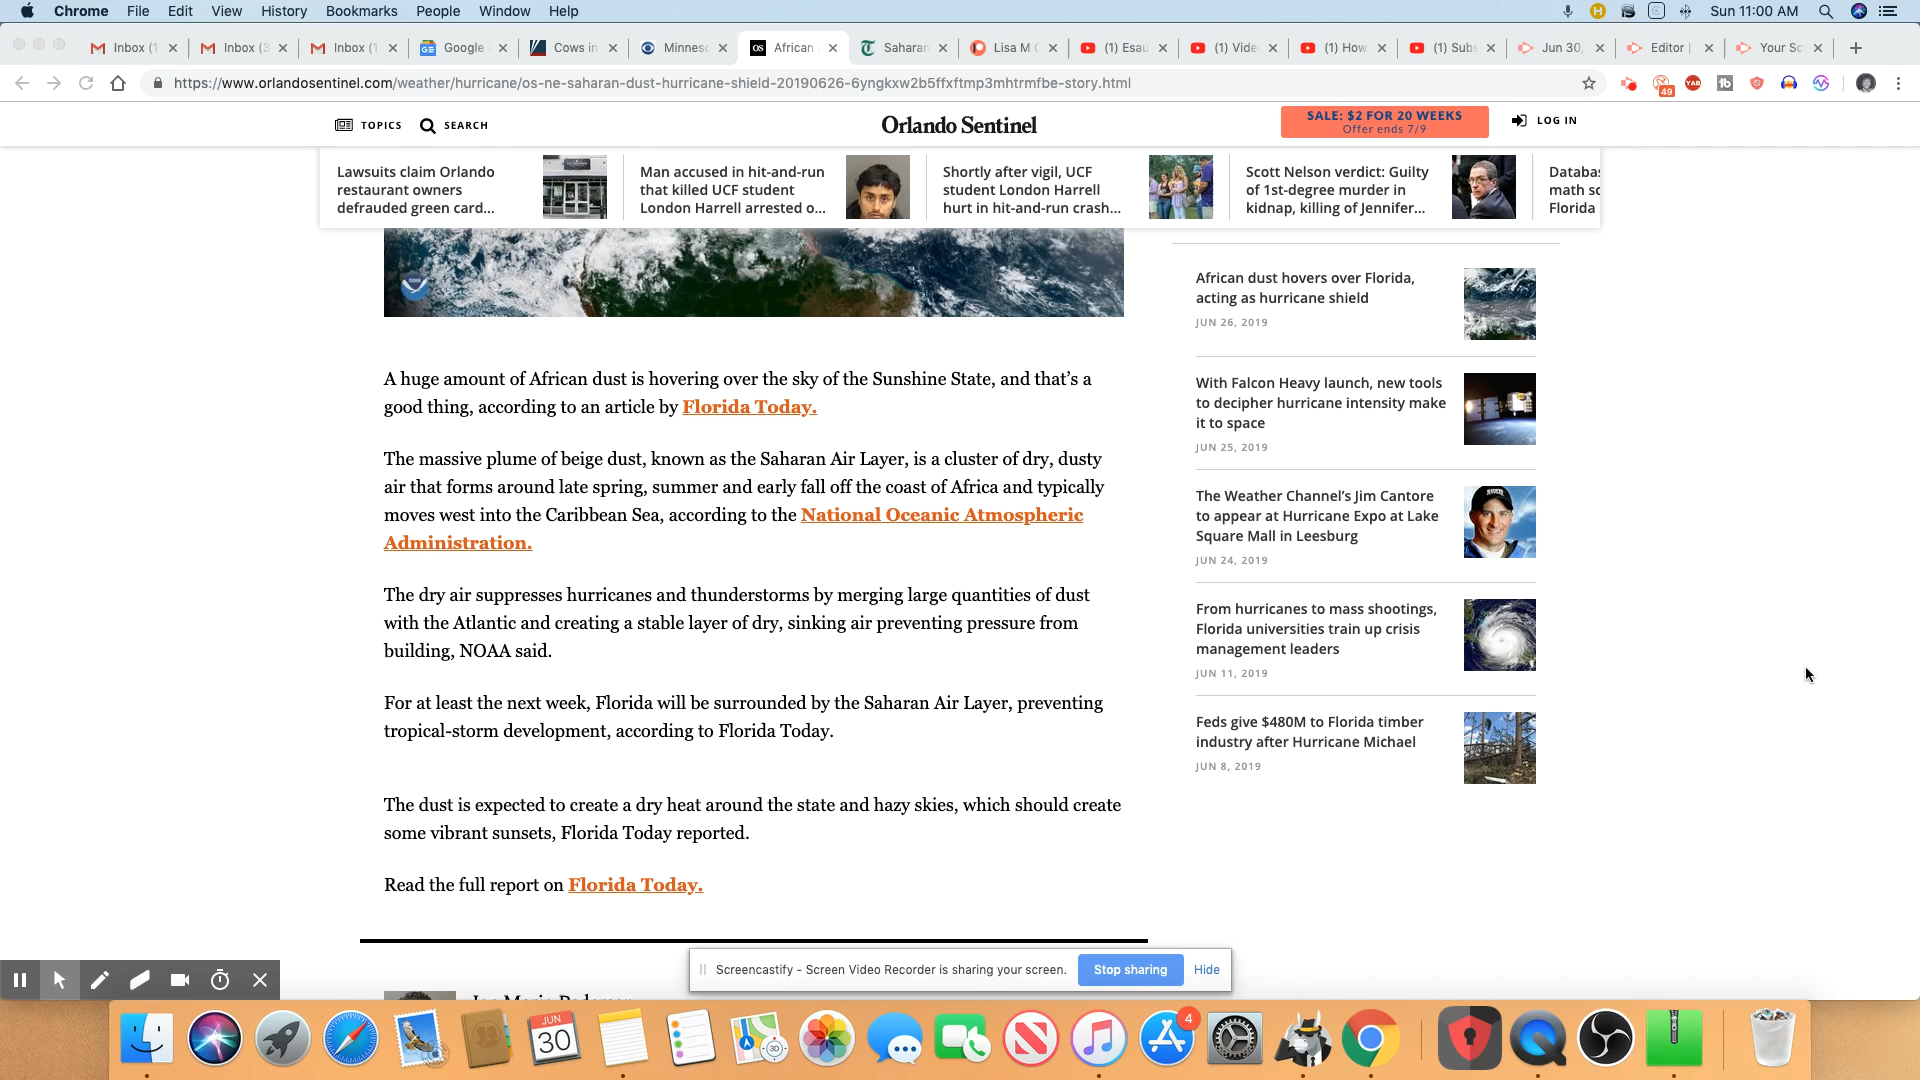 Chrome File Edit View History Bookmarks People Window Help
Sun 11:00 AM
Inbox (1
Inbox (3
Inbox (1
Google
Cows in
Minnes
African
Saharan
Lisa M
(1) Esau
(1) Vide
(1) How
(1) Subs
Jun 30,
Editor |
Your Sc
https://www.orlandosentinel.com/weather/hurricane/os-ne-saharan-dust-hurricane-shield-20190626-6yngkxw2b5ffxftmp3mhtrmfbe-story.html
49
TOPICS
SEARCH
Orlando Sentinel
SALE: $2 FOR 20 WEEKS
Offer ends 7/9
LOG IN
Lawsuits claim Orlando
restaurant owners
defrauded green card...
Man accused in hit-and-run
that killed UCF student
London Harrell arrested o...
Shortly after vigil, UCF
student London Harrell
hurt in hit-and-run crash...
Scott Nelson verdict: Guilty
of 1st-degree murder in
kidnap, killing of Jennifer...
Databas
math sc
Florida
A huge amount of African dust is hovering over the sky of the Sunshine State, and that’s a
good thing, according to an article by Florida Today.
The massive plume of beige dust, known as the Saharan Air Layer, is a cluster of dry, dusty
air that forms around late spring, summer and early fall off the coast of Africa and typically
moves west into the Caribbean Sea, according to the National Oceanic Atmospheric
Administration.
The dry air suppresses hurricanes and thunderstorms by merging large quantities of dust
with the Atlantic and creating a stable layer of dry, sinking air preventing pressure from
building, NOAA said.
For at least the next week, Florida will be surrounded by the Saharan Air Layer, preventing
tropical-storm development, according to Florida Today.
The dust is expected to create a dry heat around the state and hazy skies, which should create
some vibrant sunsets, Florida Today reported.
Read the full report on Florida Today.
African dust hovers over Florida,
acting as hurricane shield
JUN 26, 2019
With Falcon Heavy launch, new tools
to decipher hurricane intensity make
it to space
JUN 25, 2019
The Weather Channel’s Jim Cantore
to appear at Hurricane Expo at Lake
Square Mall in Leesburg
JUN 24, 2019
From hurricanes to mass shootings,
Florida universities train up crisis
management leaders
JUN 11, 2019
Feds give $480M to Florida timber
industry after Hurricane Michael
JUN 8, 2019
Screencastify - Screen Video Recorder is sharing your screen.
Stop sharing
Hide
JUN
30
3D
4